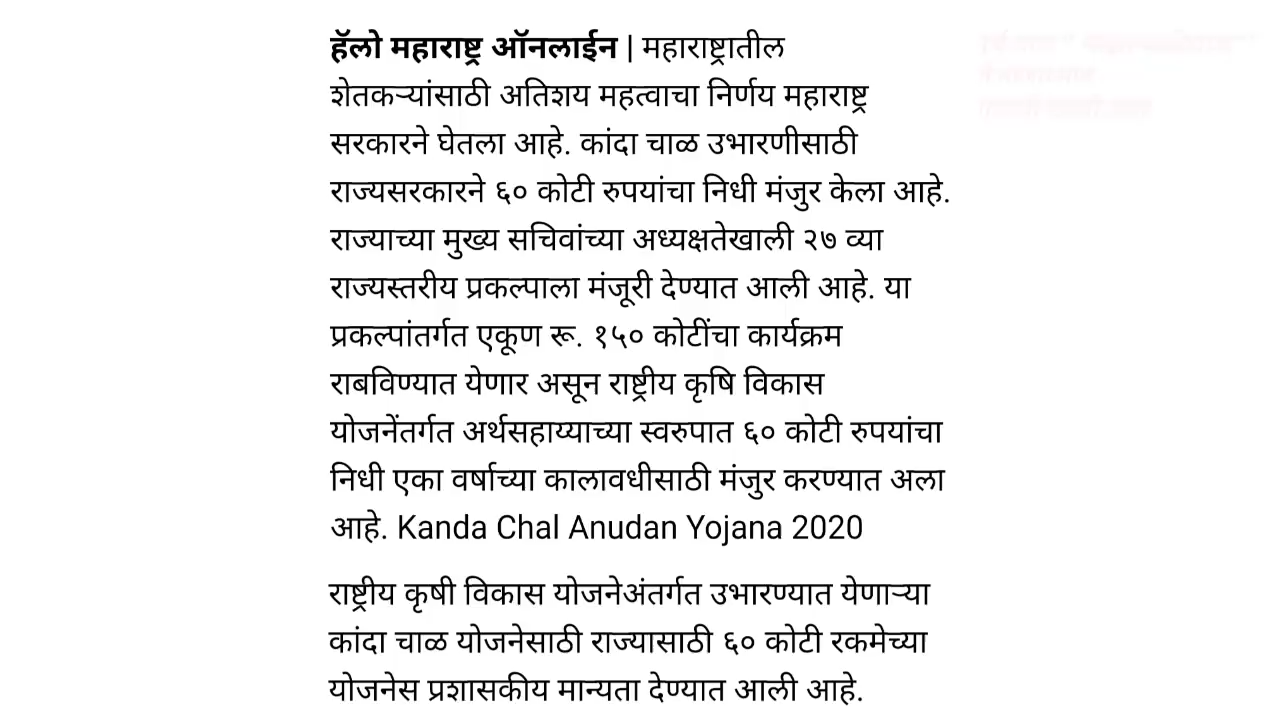 हॅलो महाराष्ट्र ऑनलाईन | महाराष्ट्रातील
शेतकऱ्यांसाठी अतिशय महत्वाचा निर्णय महाराष्ट्र
सरकारने घेतला आहे. कांदा चाळ उभारणीसाठी
राज्यसरकारने ६० कोटी रुपयांचा निधी मंजुर केला आहे.
राज्याच्या मुख्य सचिवांच्या अध्यक्षतेखाली २७ व्या
राज्यस्तरीय प्रकल्पाला मंजूरी देण्यात आली आहे. या
प्रकल्पांतर्गत एकूण रू. १५० कोटींचा कार्यक्रम
राबविण्यात येणार असून राष्ट्रीय कृषि विकास
योजनेंतर्गत अर्थसहाय्याच्या स्वरुपात ६० कोटी रुपयांचा
निधी एका वर्षाच्या कालावधीसाठी मंजुर करण्यात अला
आहे. Kanda Chal Anudan Yojana 2020
राष्ट्रीय कृषी विकास योजनेअंतर्गत उभारण्यात येणाऱ्या
कांदा चाळ योजनेसाठी राज्यासाठी ६० कोटी रकमेच्या
योजनेस प्रशासकीय मान्यता देण्यात आली आहे.